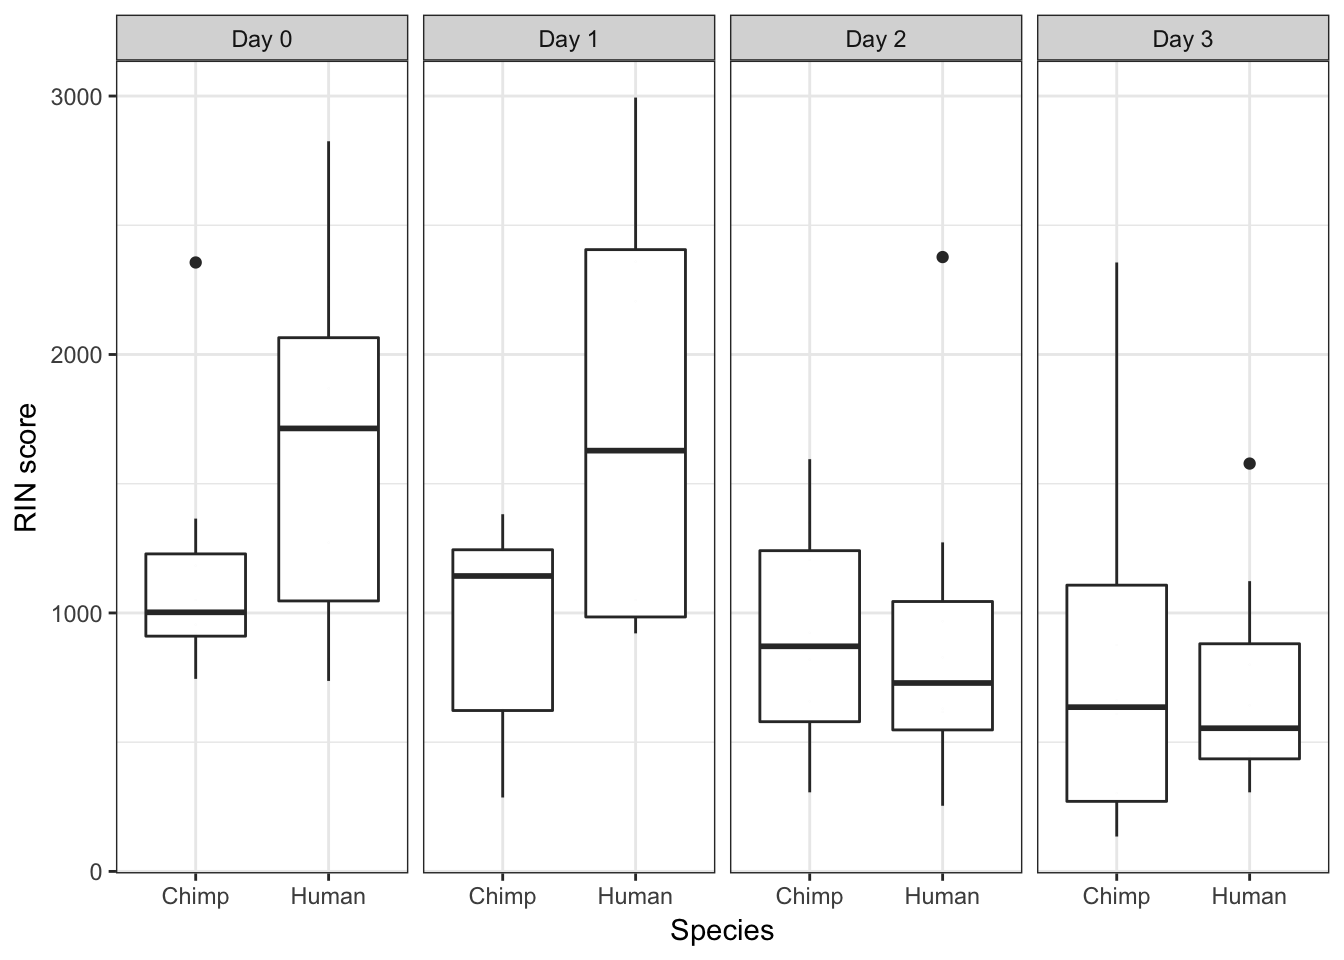 Day 0
Day 1
Day 2
Day 3
3000
2000
1000
0
RIN score
Chimp Human
Chimp Human
Chimp Human
Chimp Human
Species